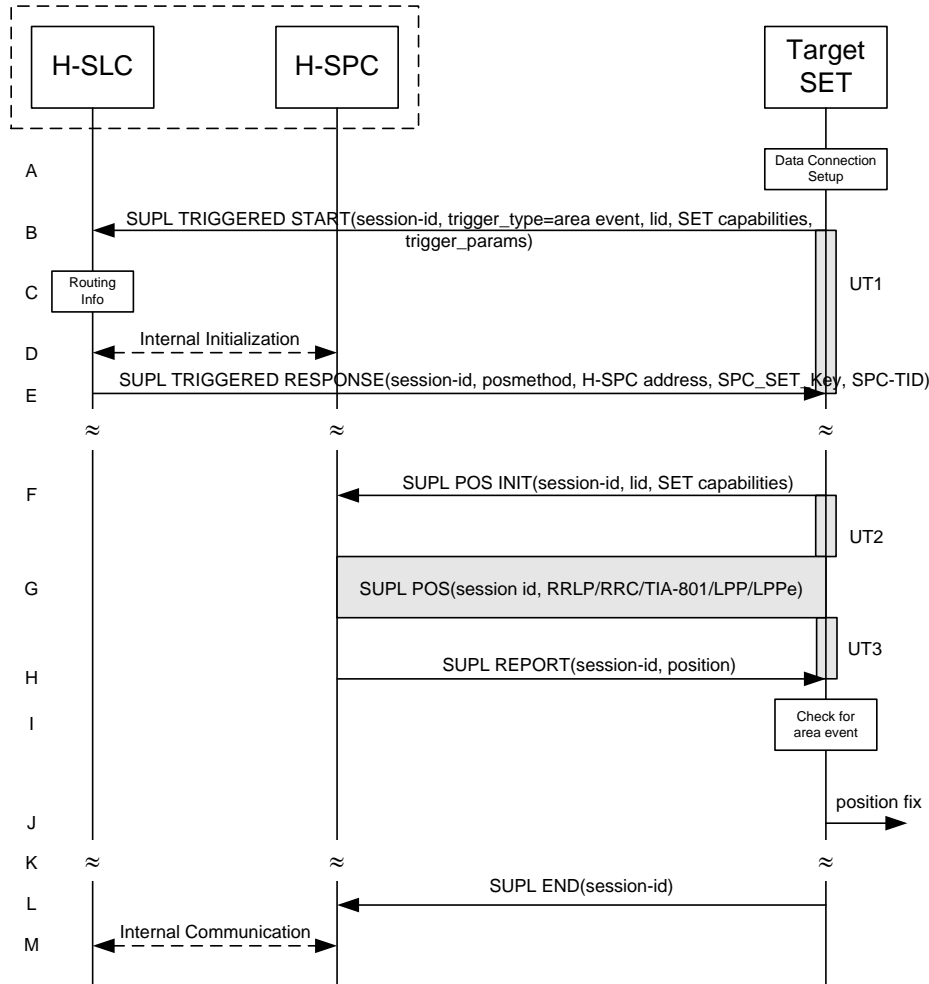 H-SLC
H-SPC
Target
SET
A
Data Connection
Setup
B
SUPL TRIGGERED START(session-id, trigger_type=area event, lid, SET capabilities,
trigger_params)
C
Routing
Info
UT1
D
Internal Initialization
E
SUPL TRIGGERED RESPONSE(session-id, posmethod, H-SPC address, SPC_SET_Key, SPC-TID)
≈ ≈ ≈
F
SUPL POS INIT(session-id, lid, SET capabilities)
UT2
G
SUPL POS(session id, RRLP/RRC/TIA-801/LPP/LPPe)
UT3
H
SUPL REPORT(session-id, position)
I
Check for
area event
J
position fix
K
≈ ≈ ≈
L
SUPL END(session-id)
M
Internal Communication